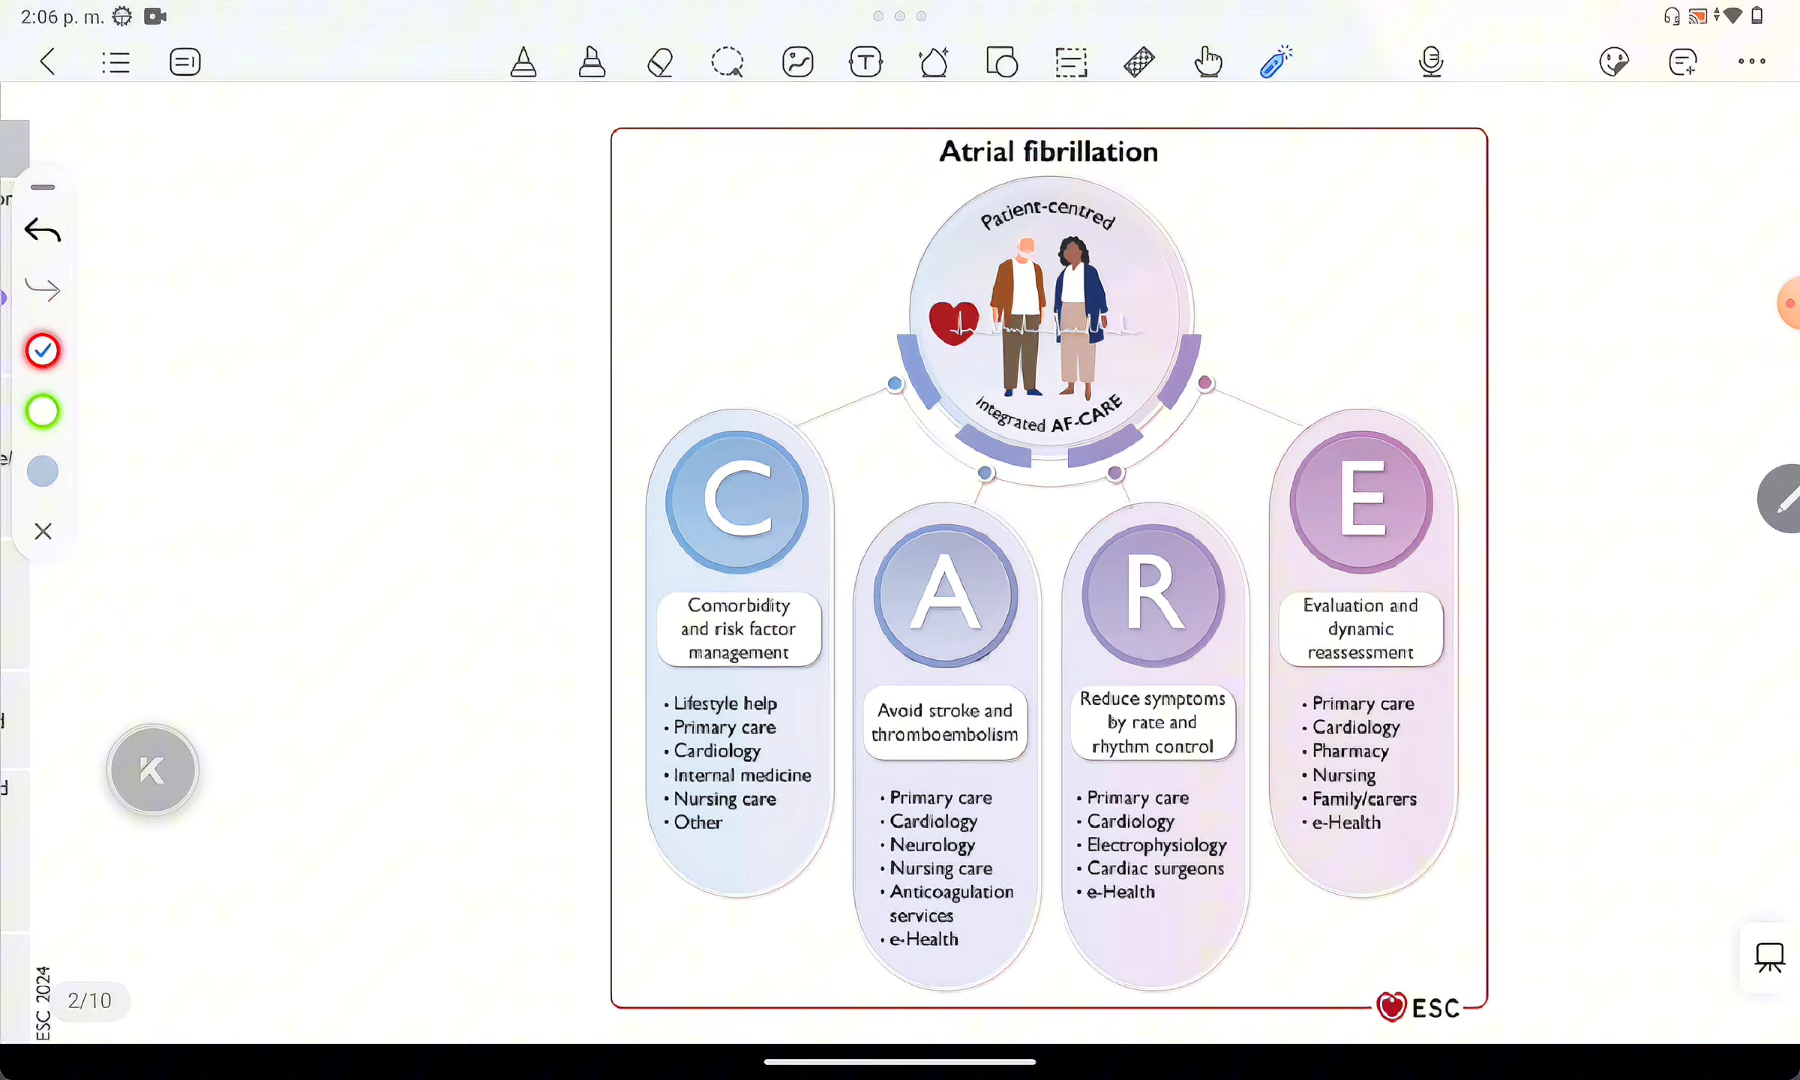 2:06 p. m.
Atrial fibrillation
Patient-centred
integrated AF-CARE
C
Comorbidity
and risk factor
management
• Lifestyle help
• Primary care
• Cardiology
• Internal medicine
• Nursing care
• Other
A
Avoid stroke and
thromboembolism
• Primary care
• Cardiology
• Neurology
• Nursing care
• Anticoagulation
services
• e-Health
R
Reduce symptoms
by rate and
rhythm control
• Primary care
• Cardiology
• Electrophysiology
• Cardiac surgeons
• e-Health
E
Evaluation and
dynamic
reassessment
• Primary care
• Cardiology
• Pharmacy
• Nursing
• Family/carers
• e-Health
ESC
K
ESC 2024
2/10